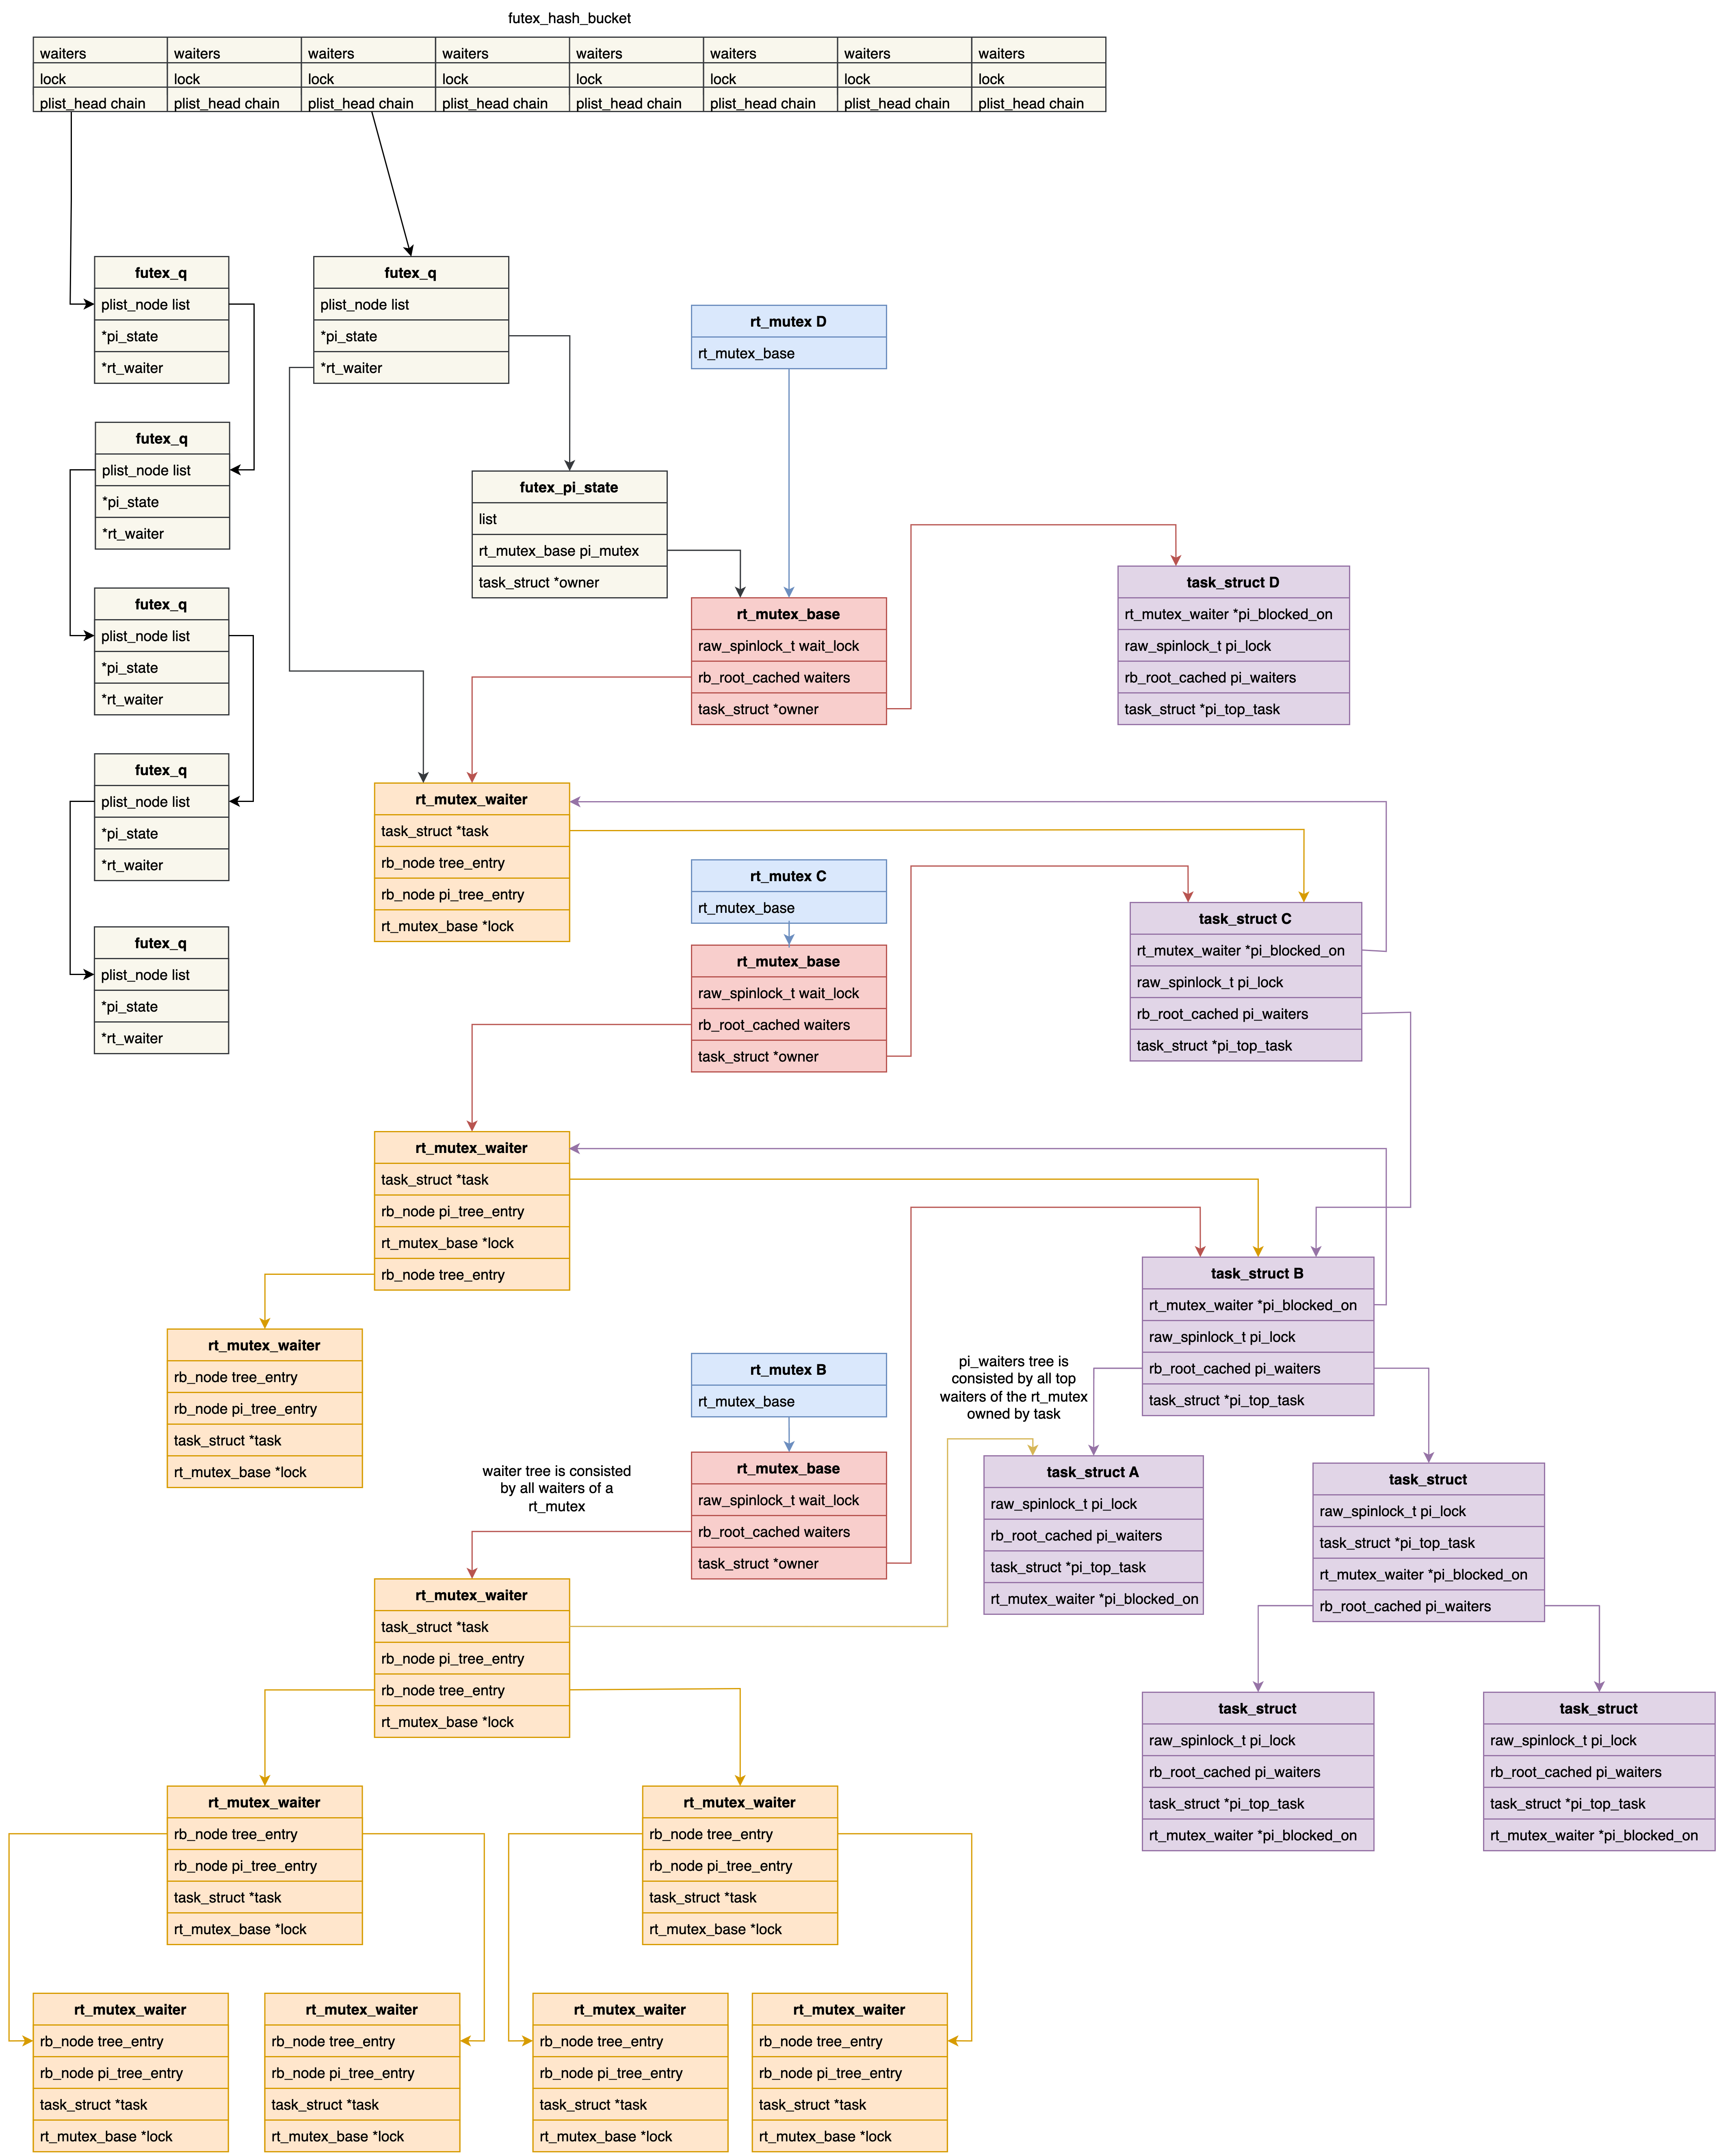 futex_hash_bucket
waiters waiters waiters waiters waiters waiters waiters waiters
lock lock lock lock lock lock lock lock
plist_head chain plist_head chain plist_head chain plist_head chain plist_head chain plist_head chain plist_head chain plist_head chain
futex_q
plist_node list
*pi_state
*rt_waiter
futex_q
plist_node list
*pi_state
*rt_waiter
futex_q
plist_node list
*pi_state
*rt_waiter
futex_q
plist_node list
*pi_state
*rt_waiter
futex_q
plist_node list
*pi_state
*rt_waiter
futex_q
plist_node list
*pi_state
*rt_waiter
rt_mutex D
rt_mutex_base
futex_pi_state
list
rt_mutex_base pi_mutex
task_struct *owner
rt_mutex_base
raw_spinlock_t wait_lock
rb_root_cached waiters
task_struct *owner
task_struct D
rt_mutex_waiter *pi_blocked_on
raw_spinlock_t pi_lock
rb_root_cached pi_waiters
task_struct *pi_top_task
rt_mutex_waiter
task_struct *task
rb_node tree_entry
rb_node pi_tree_entry
rt_mutex_base *lock
rt_mutex C
rt_mutex_base
rt_mutex_base
raw_spinlock_t wait_lock
rb_root_cached waiters
task_struct *owner
task_struct C
rt_mutex_waiter *pi_blocked_on
raw_spinlock_t pi_lock
rb_root_cached pi_waiters
task_struct *pi_top_task
rt_mutex_waiter
task_struct *task
rb_node pi_tree_entry
rt_mutex_base *lock
rb_node tree_entry
rt_mutex_waiter
rb_node tree_entry
rb_node pi_tree_entry
task_struct *task
rt_mutex_base *lock
task_struct B
rt_mutex_waiter *pi_blocked_on
raw_spinlock_t pi_lock
rb_root_cached pi_waiters
task_struct *pi_top_task
rt_mutex B
rt_mutex_base
pi_waiters tree is
consisted by all top
waiters of the rt_mutex
owned by task
waiter tree is consisted
by all waiters of a
rt_mutex
rt_mutex_base
raw_spinlock_t wait_lock
rb_root_cached waiters
task_struct *owner
task_struct A
raw_spinlock_t pi_lock
rb_root_cached pi_waiters
task_struct *pi_top_task
rt_mutex_waiter *pi_blocked_on
task_struct
raw_spinlock_t pi_lock
task_struct *pi_top_task
rt_mutex_waiter *pi_blocked_on
rb_root_cached pi_waiters
rt_mutex_waiter
task_struct *task
rb_node pi_tree_entry
rb_node tree_entry
rt_mutex_base *lock
task_struct
raw_spinlock_t pi_lock
rb_root_cached pi_waiters
task_struct *pi_top_task
rt_mutex_waiter *pi_blocked_on
task_struct
raw_spinlock_t pi_lock
rb_root_cached pi_waiters
task_struct *pi_top_task
rt_mutex_waiter *pi_blocked_on
rt_mutex_waiter
rb_node tree_entry
rb_node pi_tree_entry
task_struct *task
rt_mutex_base *lock
rt_mutex_waiter
rb_node tree_entry
rb_node pi_tree_entry
task_struct *task
rt_mutex_base *lock
rt_mutex_waiter
rb_node tree_entry
rb_node pi_tree_entry
task_struct *task
rt_mutex_base *lock
rt_mutex_waiter
rb_node tree_entry
rb_node pi_tree_entry
task_struct *task
rt_mutex_base *lock
rt_mutex_waiter
rb_node tree_entry
rb_node pi_tree_entry
task_struct *task
rt_mutex_base *lock
rt_mutex_waiter
rb_node tree_entry
rb_node pi_tree_entry
task_struct *task
rt_mutex_base *lock